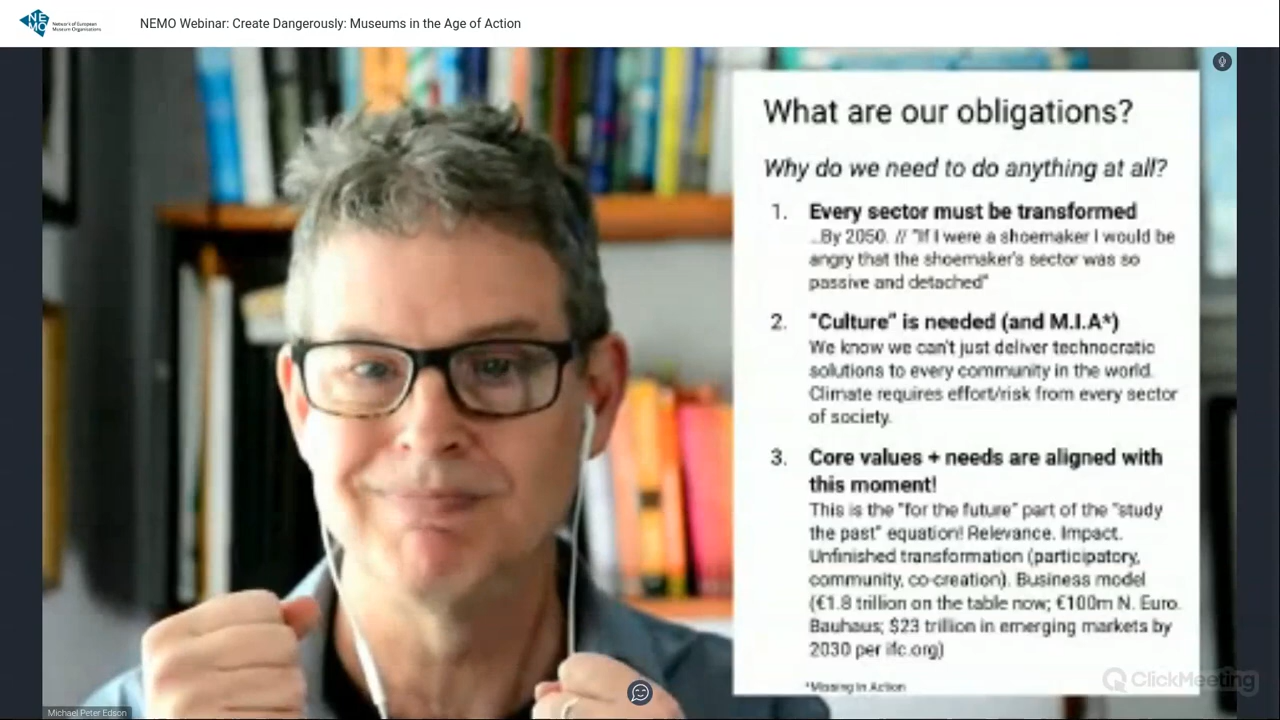 NEMO
Network of European
Museum Organisations
NEMO Webinar: Create Dangerously: Museums in the Age of Action
What are our obligations?
Why do we need to do anything at all?
1. Every sector must be transformed
...By 2050. // "If I were a shoemaker I would be
angry that the shoemaker's sector was so
passive and detached"
2. "Culture" is needed (and M.I.A*)
We know we can't just deliver technocratic
solutions to every community in the world.
Climate requires effort/risk from every sector
of society.
3. Core values + needs are aligned with
this moment!
This is the "for the future" part of the "study
the past" equation! Relevance. Impact.
Unfinished transformation (participatory,
community, co-creation). Business model
(€1.8 trillion on the table now; €100m N. Euro.
Bauhaus; $23 trillion in emerging markets by
2030 per ifc.org)
*Missing In Action
ClickMeeting
Michael Peter Edson